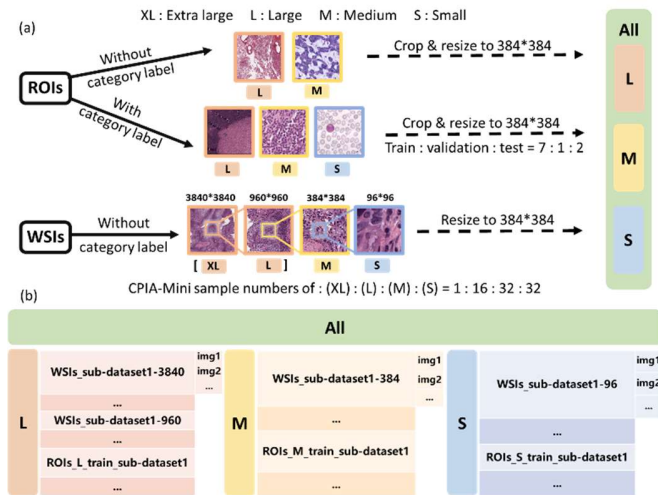 XL : Extra large L : Large M : Medium S : Small
(a)
All
Without
category label
Crop & resize to 384*384
ROIs
L M
L
With
category label
Crop & resize to 384*384
Train : validation : test = 7 : 1 : 2
L M S
M
3840*3840 960*960 384*384 96*96
WSIs
Without
category label
Resize to 384*384
S
[ XL L ] M S
CPIA-Mini sample numbers of : (XL) : (L) : (M) : (S) = 1 : 16 : 32 : 32
(b)
All
L
WSIs_sub-dataset1-3840
img1
img2
...
...
WSIs_sub-dataset1-960
...
ROIs_L_train_sub-dataset1
...
M
WSIs_sub-dataset1-384
img1
img2
...
...
ROIs_M_train_sub-dataset1
...
S
WSIs_sub-dataset1-96
img1
img2
...
...
ROIs_S_train_sub-dataset1
...